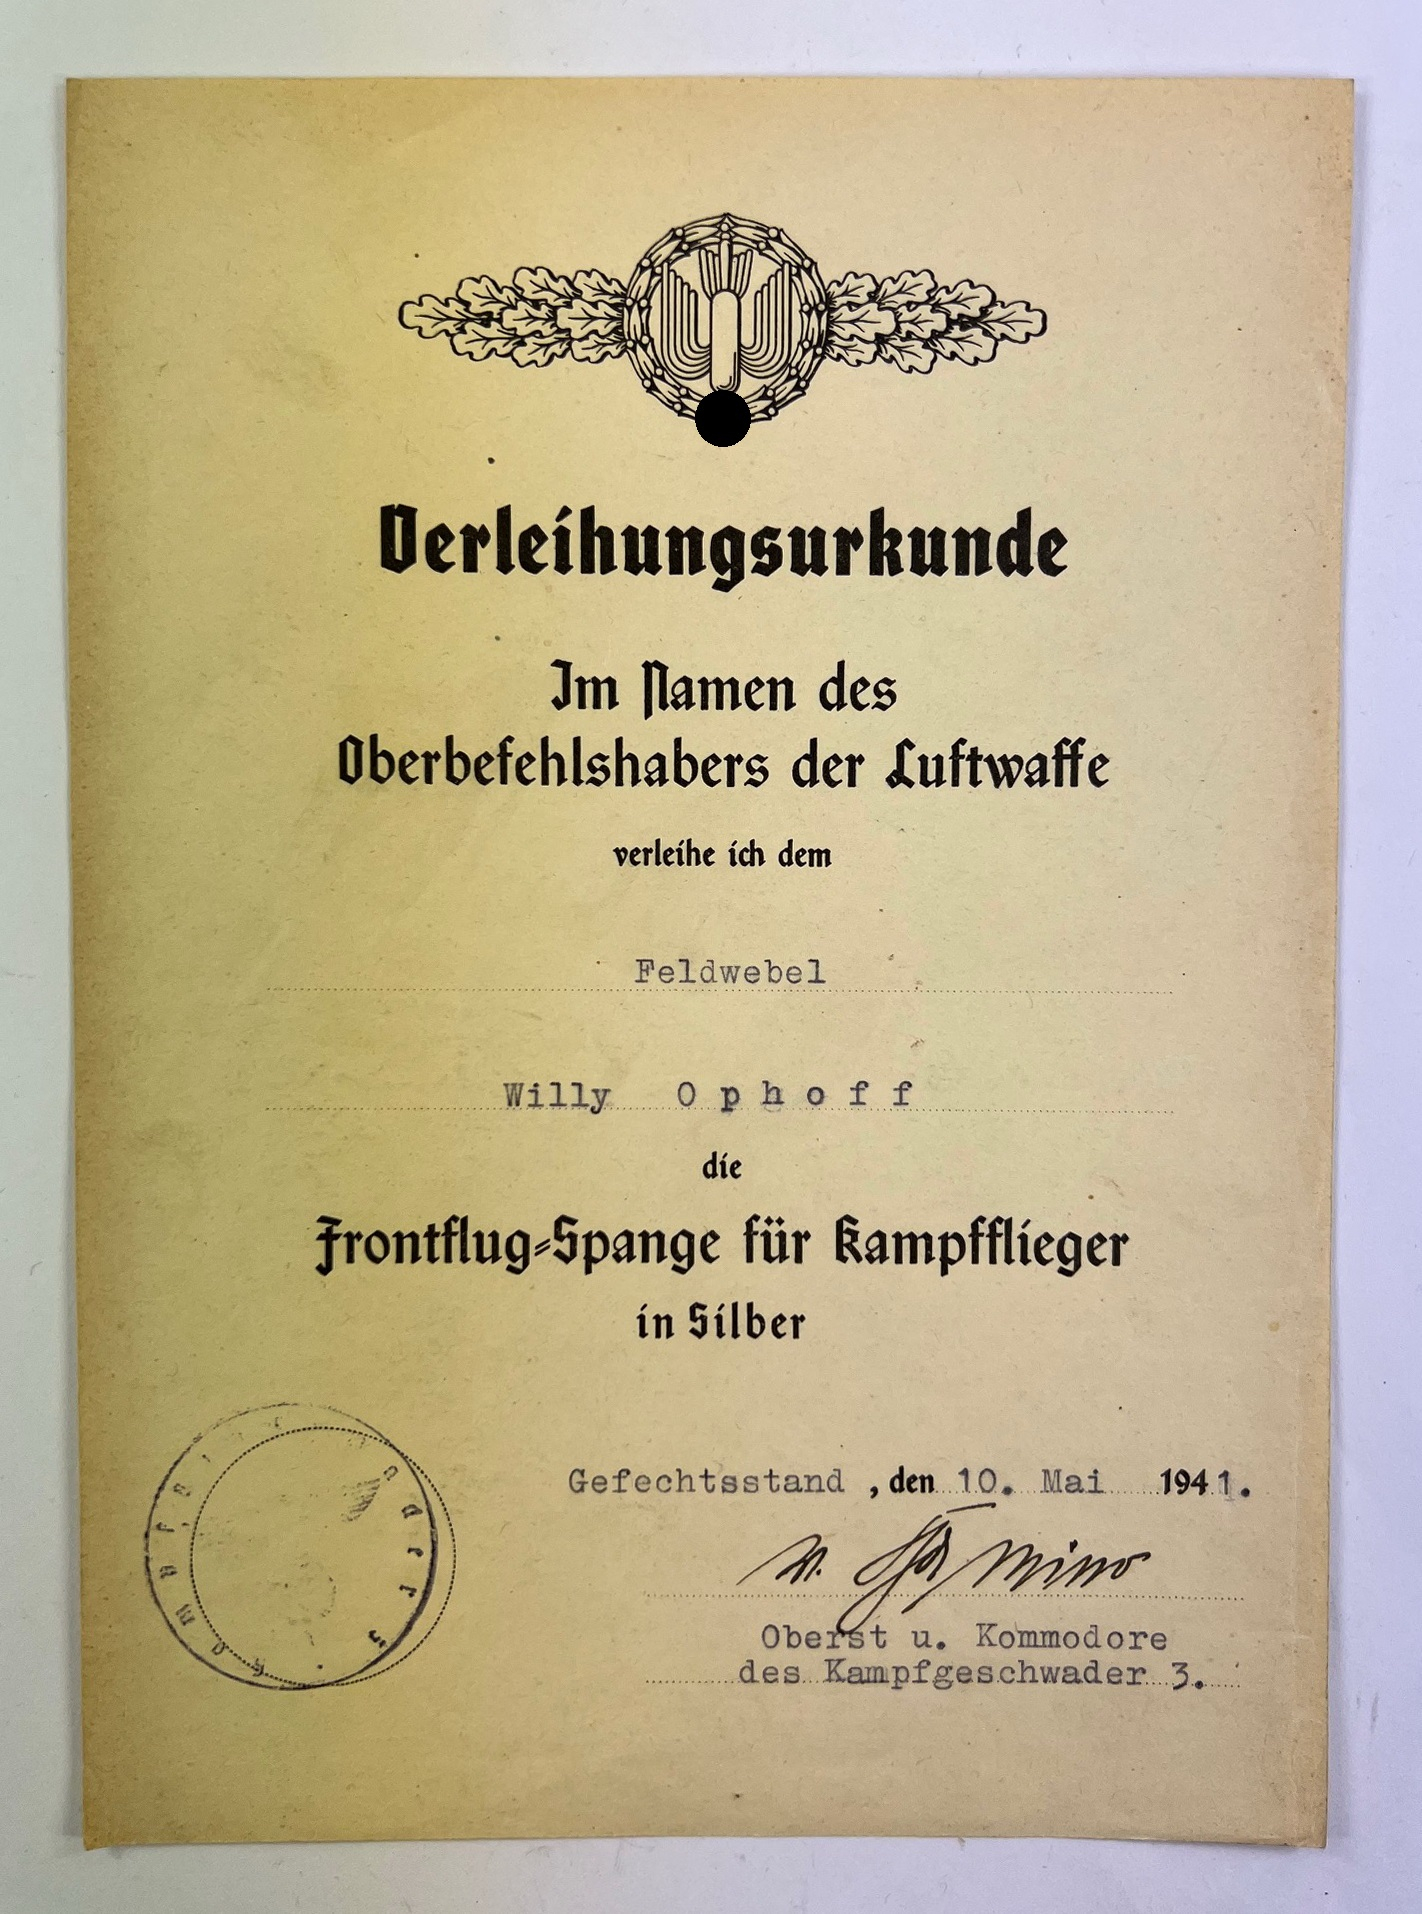 Verleihungsurkunde
Im Namen des
Oberbefehlshabers der Luftwaffe
verleihe ich dem
Feldwebel
Willy Ophoff
die
Frontflug-Spange für Kampfflieger
in Silber
Gefechtsstand , den 10. Mai 1941.
Oberst u. Kommodore
des Kampfgeschwader 3.